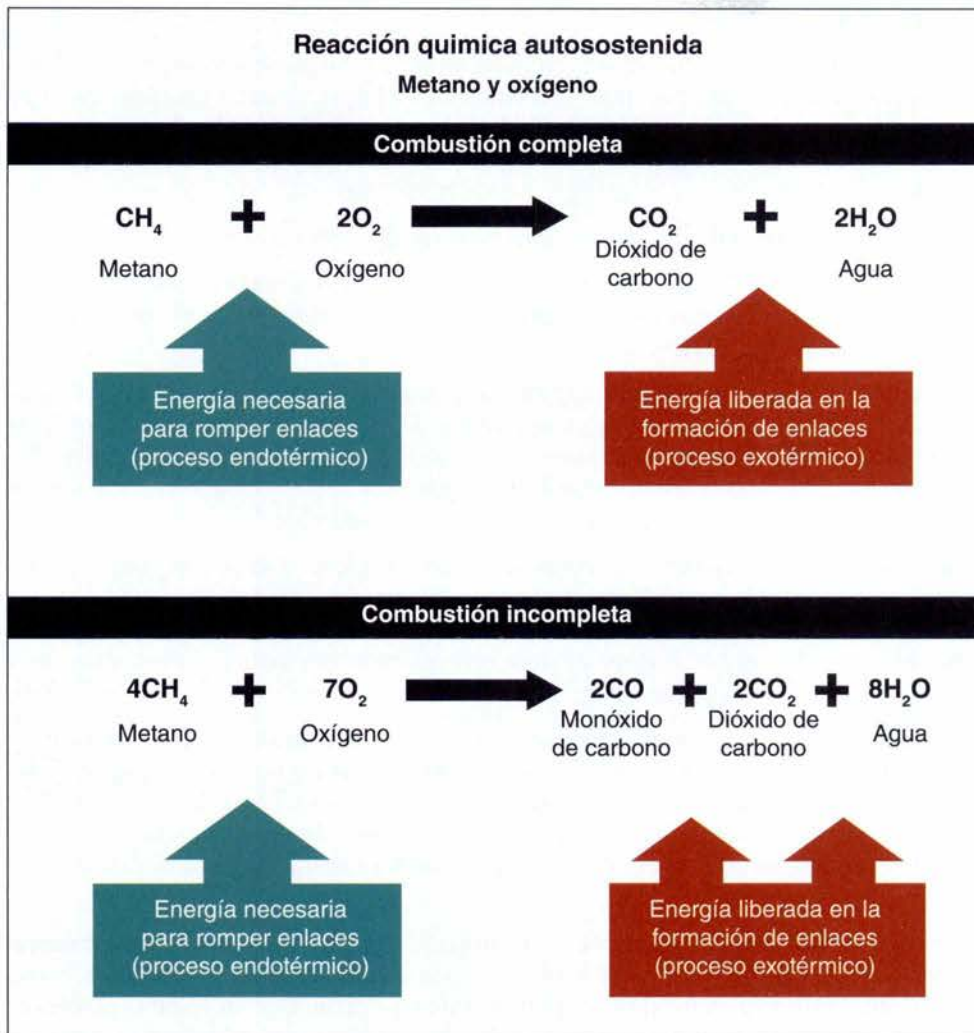 Reacción quimica autosostenida
Metano y oxígeno
Combustión completa
CH₄ + 2O₂ CO₂ + 2H₂O
Metano Oxígeno Dióxido de carbono Agua
Energía necesaria
para romper enlaces
(proceso endotérmico)
Energía liberada en la
formación de enlaces
(proceso exotérmico)
Combustión incompleta
4CH₄ + 7O₂ 2CO + 2CO₂ + 8H₂O
Metano Oxígeno Monóxido de carbono Dióxido de carbono Agua
Energía necesaria
para romper enlaces
(proceso endotérmico)
Energía liberada en la
formación de enlaces
(proceso exotérmico)